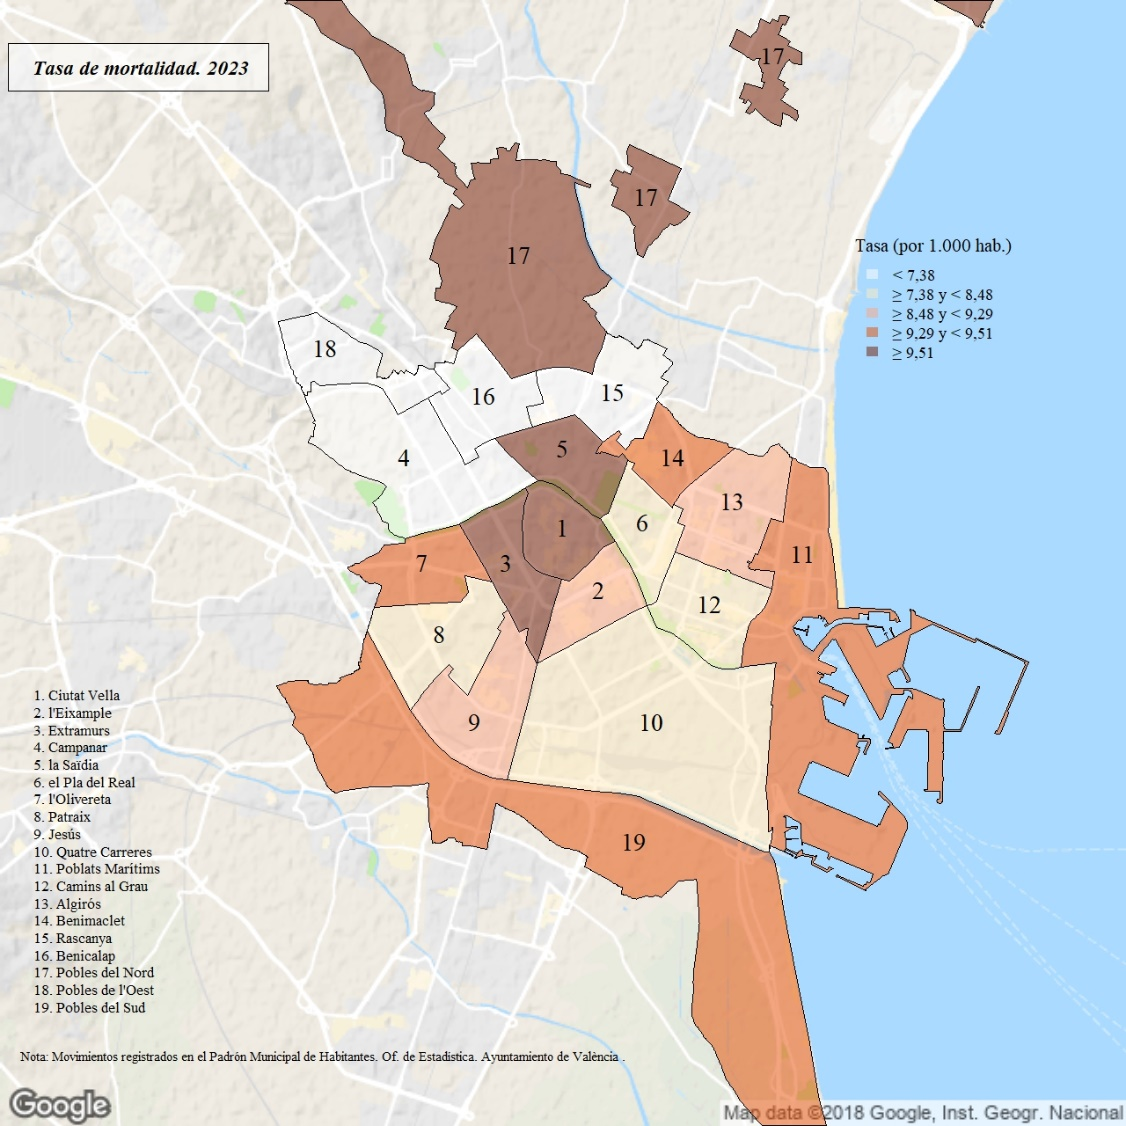 Tasa de mortalidad. 2023
17
17
17
Tasa (por 1.000 hab.)
< 7,38
≥ 7,38 y < 8,48
≥ 8,48 y < 9,29
≥ 9,29 y < 9,51
≥ 9,51
18
16
15
4
5
14
13
6
1
11
7
3
2
12
8
9
10
19
1. Ciutat Vella
2. l'Eixample
3. Extramurs
4. Campanar
5. la Saïdia
6. el Pla del Real
7. l'Olivereta
8. Patraix
9. Jesús
10. Quatre Carreres
11. Poblats Marítims
12. Camins al Grau
13. Algirós
14. Benimaclet
15. Rascanya
16. Benicalap
17. Pobles del Nord
18. Pobles de l'Oest
19. Pobles del Sud
Nota: Movimientos registrados en el Padrón Municipal de Habitantes. Of. de Estadística. Ayuntamiento de València .
Google
Map data ©2018 Google, Inst. Geogr. Nacional